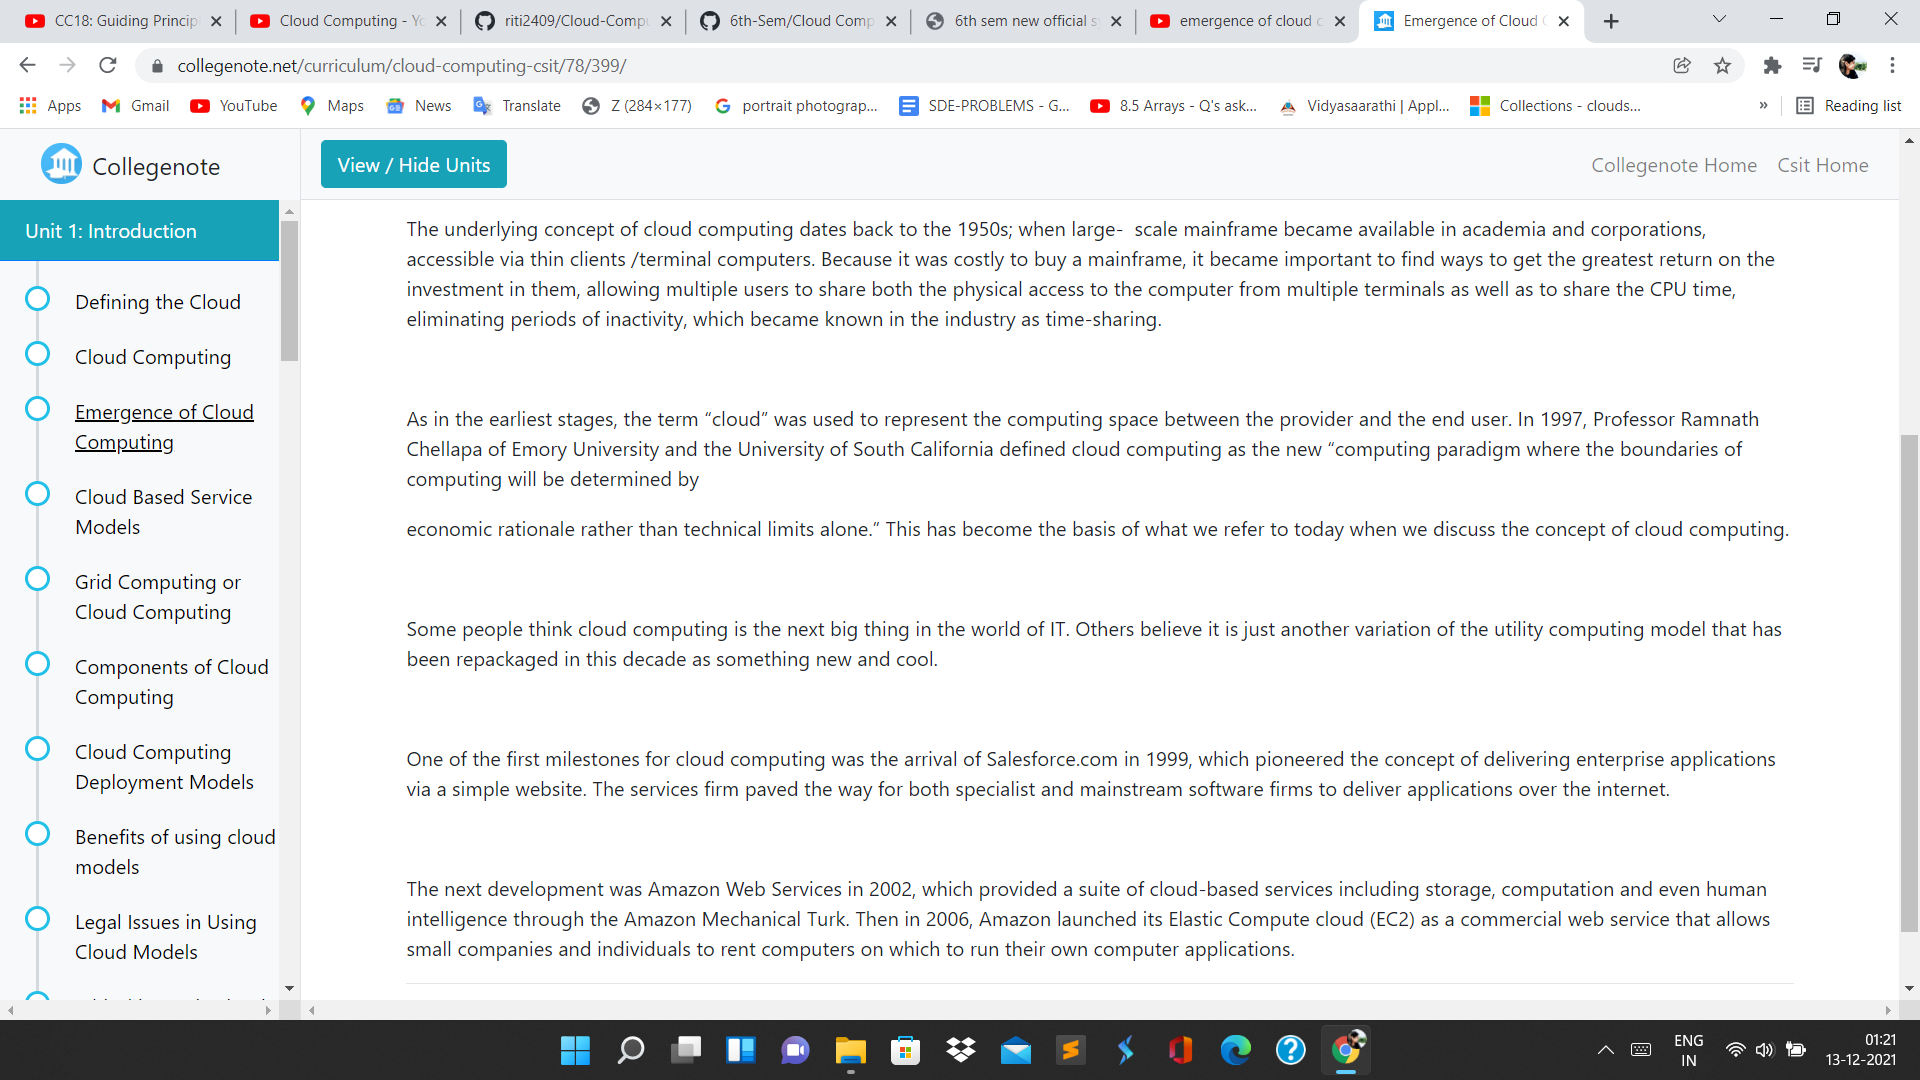 CC18: Guiding Princip
Cloud Computing - Yo
riti2409/Cloud-Compu
6th-Sem/Cloud Comp
6th sem new official s
emergence of cloud c
Emergence of Cloud C
collegenote.net/curriculum/cloud-computing-csit/78/399/
Apps
Gmail
YouTube
Maps
News
Translate
Z (284×177)
portrait photograp...
SDE-PROBLEMS - G...
8.5 Arrays - Q's ask...
Vidyasaarathi | Appl...
Collections - clouds...
»
Reading list
Collegenote
View / Hide Units
Collegenote Home
Csit Home
Unit 1: Introduction
Defining the Cloud
Cloud Computing
Emergence of Cloud
Computing
Cloud Based Service
Models
Grid Computing or
Cloud Computing
Components of Cloud
Computing
Cloud Computing
Deployment Models
Benefits of using cloud
models
Legal Issues in Using
Cloud Models
The underlying concept of cloud computing dates back to the 1950s; when large-  scale mainframe became available in academia and corporations,
accessible via thin clients /terminal computers. Because it was costly to buy a mainframe, it became important to find ways to get the greatest return on the
investment in them, allowing multiple users to share both the physical access to the computer from multiple terminals as well as to share the CPU time,
eliminating periods of inactivity, which became known in the industry as time-sharing.
As in the earliest stages, the term “cloud” was used to represent the computing space between the provider and the end user. In 1997, Professor Ramnath
Chellapa of Emory University and the University of South California defined cloud computing as the new “computing paradigm where the boundaries of
computing will be determined by
economic rationale rather than technical limits alone.” This has become the basis of what we refer to today when we discuss the concept of cloud computing.
Some people think cloud computing is the next big thing in the world of IT. Others believe it is just another variation of the utility computing model that has
been repackaged in this decade as something new and cool.
One of the first milestones for cloud computing was the arrival of Salesforce.com in 1999, which pioneered the concept of delivering enterprise applications
via a simple website. The services firm paved the way for both specialist and mainstream software firms to deliver applications over the internet.
The next development was Amazon Web Services in 2002, which provided a suite of cloud-based services including storage, computation and even human
intelligence through the Amazon Mechanical Turk. Then in 2006, Amazon launched its Elastic Compute cloud (EC2) as a commercial web service that allows
small companies and individuals to rent computers on which to run their own computer applications.
ENG
IN
01:21
13-12-2021